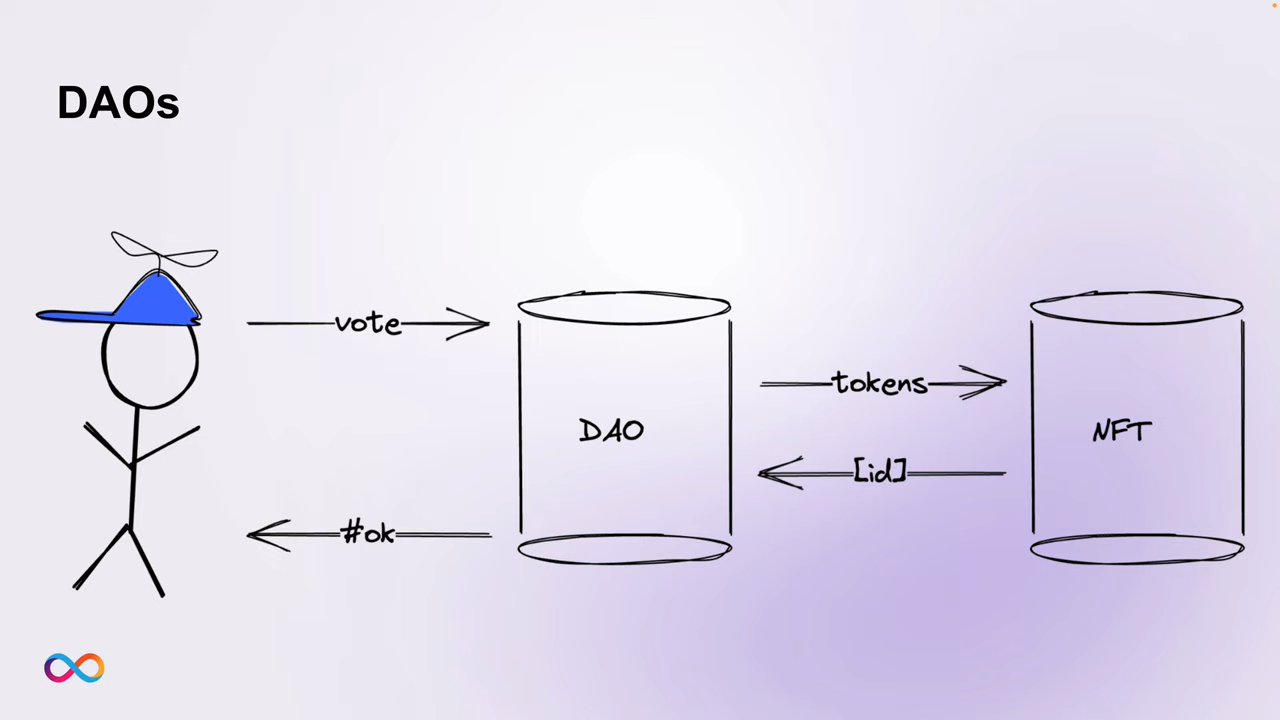 DAOs
vote
tokens
DAO
NFT
[id]
#ok